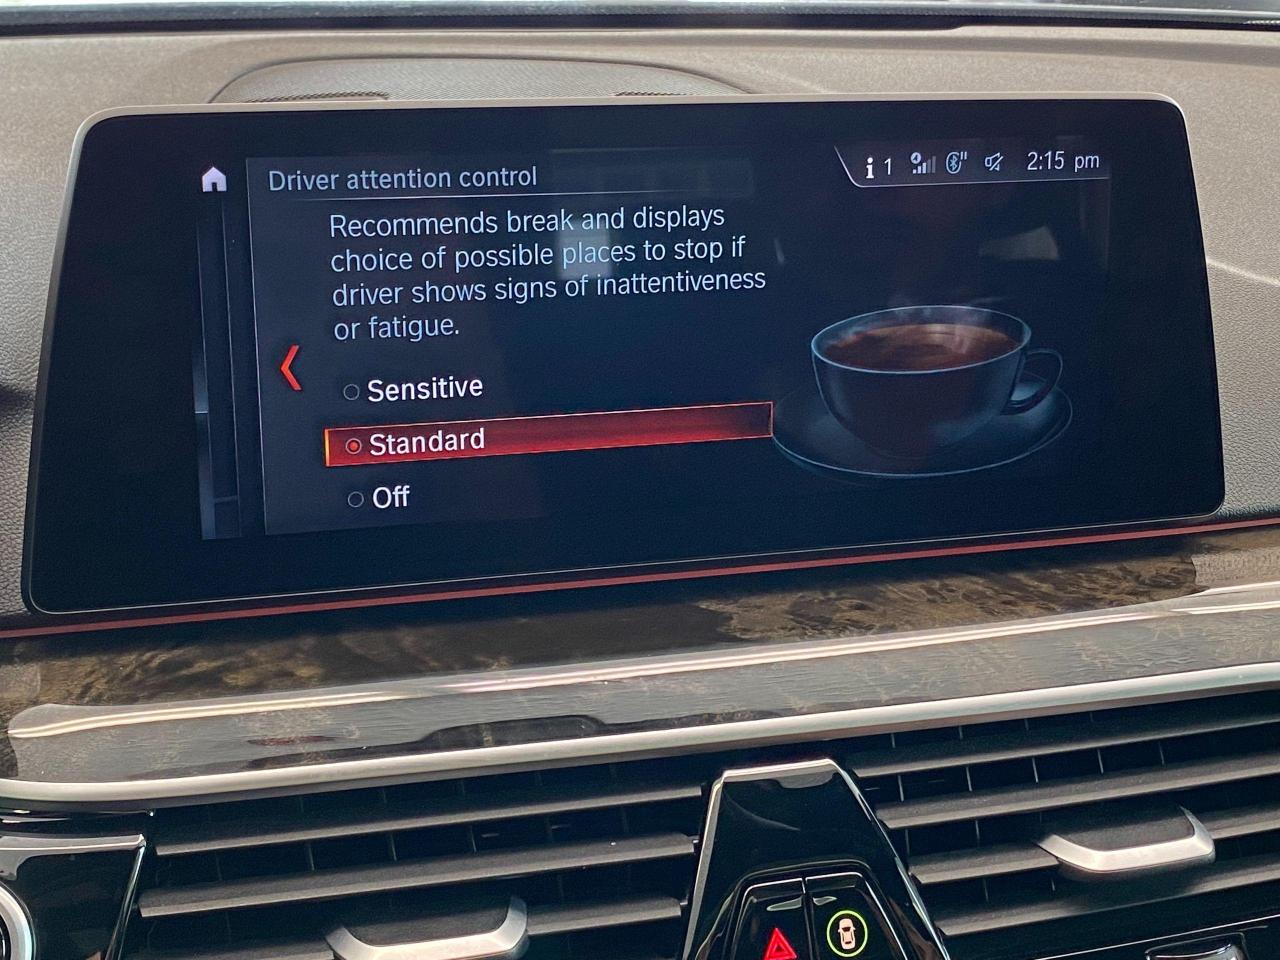 Driver attention control
1
2:15 pm
Recommends break and displays
choice of possible places to stop if
driver shows signs of inattentiveness
or fatigue.
Sensitive
Standard
Off